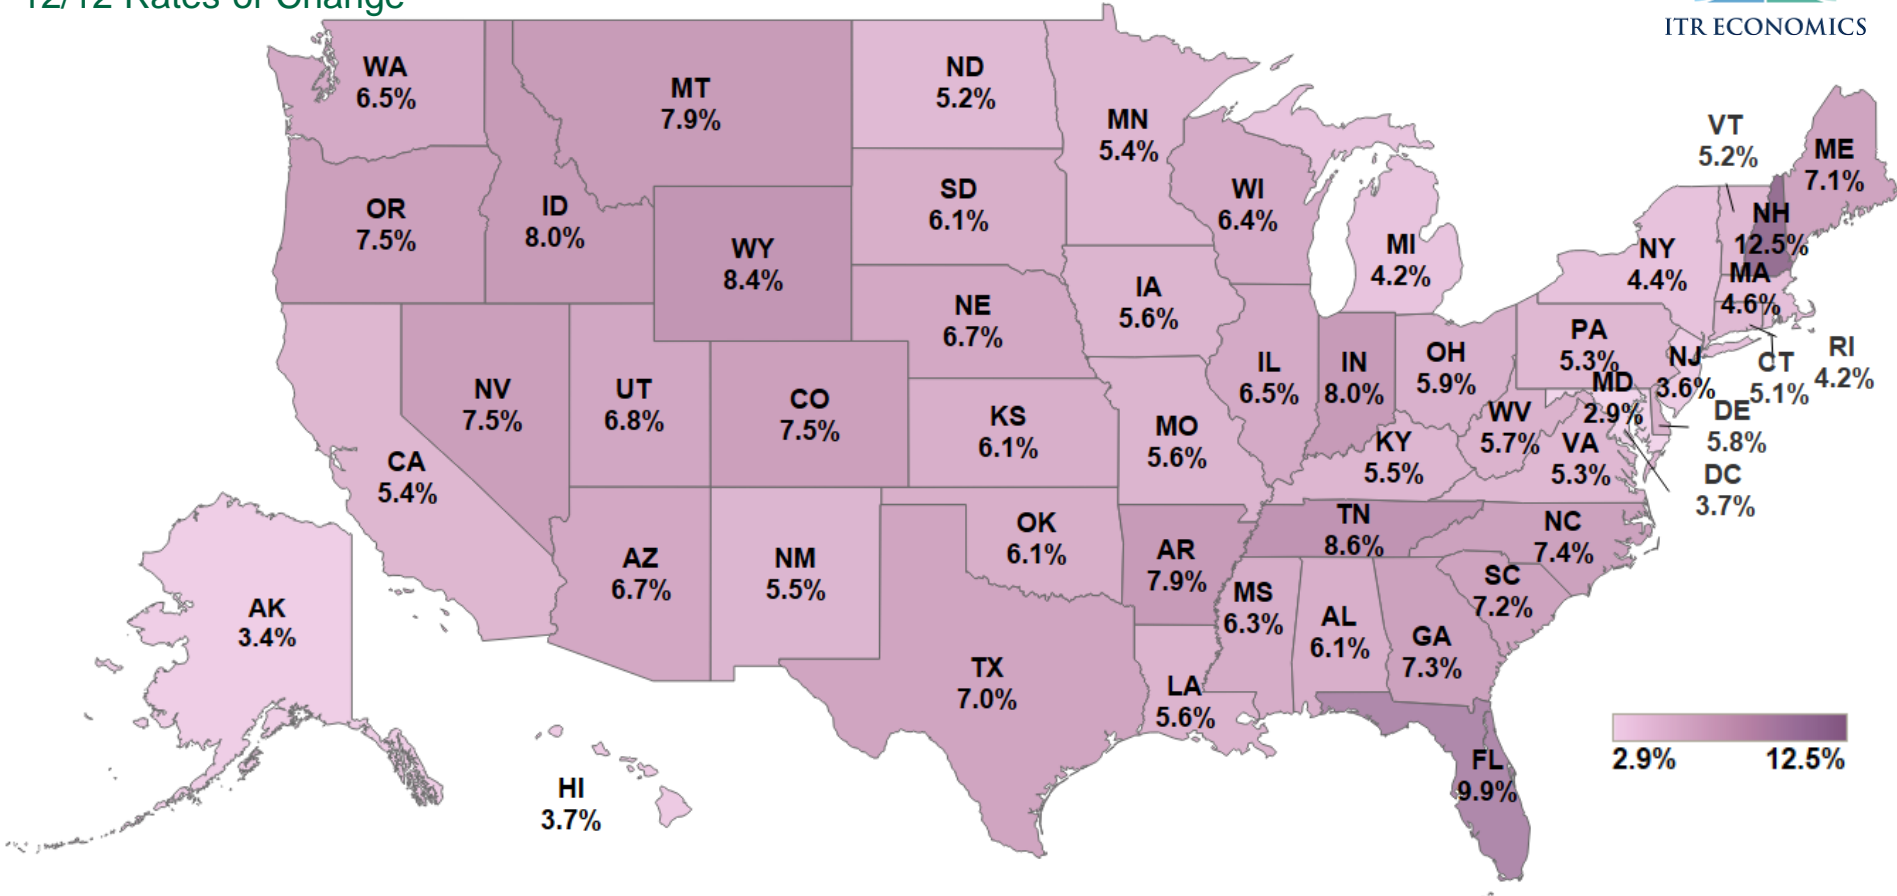 12/12 Rates of Change
ITR ECONOMICS
WA
6.5%
MT
7.9%
ND
5.2%
MN
5.4%
VT
5.2%
ME
7.1%
OR
7.5%
ID
8.0%
WY
8.4%
SD
6.1%
WI
6.4%
MI
4.2%
NY
4.4%
NH
12.5%
MA
4.6%
NE
6.7%
IA
5.6%
PA
5.3%
NJ
3.6%
CT
5.1%
RI
4.2%
NV
7.5%
UT
6.8%
CO
7.5%
KS
6.1%
MO
5.6%
IL
6.5%
IN
8.0%
OH
5.9%
MD
2.9%
DE
5.8%
WV
5.7%
VA
5.3%
DC
3.7%
CA
5.4%
KY
5.5%
TN
8.6%
NC
7.4%
AZ
6.7%
NM
5.5%
OK
6.1%
AR
7.9%
SC
7.2%
AK
3.4%
MS
6.3%
AL
6.1%
GA
7.3%
TX
7.0%
LA
5.6%
HI
3.7%
FL
9.9%
2.9% 12.5%